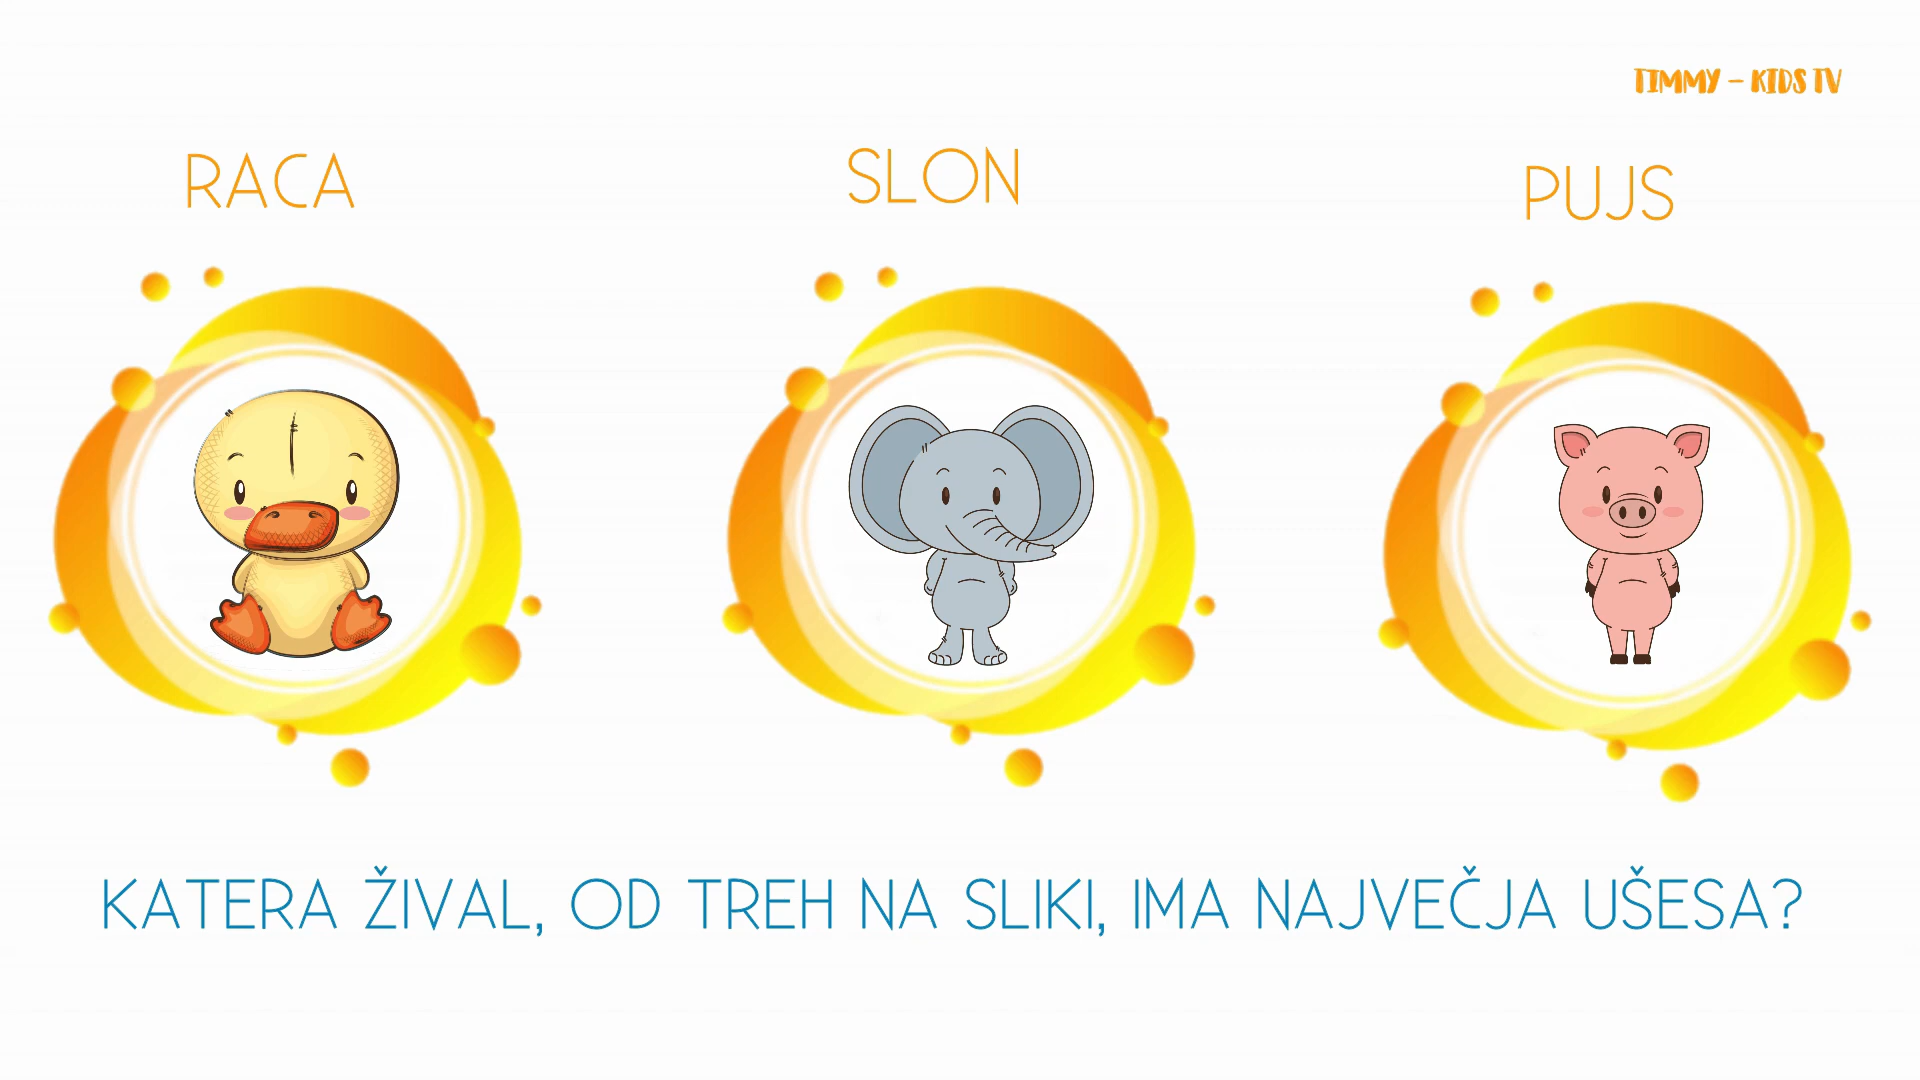 TIMMY - KIDS TV
RACA
SLON
PUJS
KATERA ŽIVAL, OD TREH NA SLIKI, IMA NAJVEČJA UŠESA?